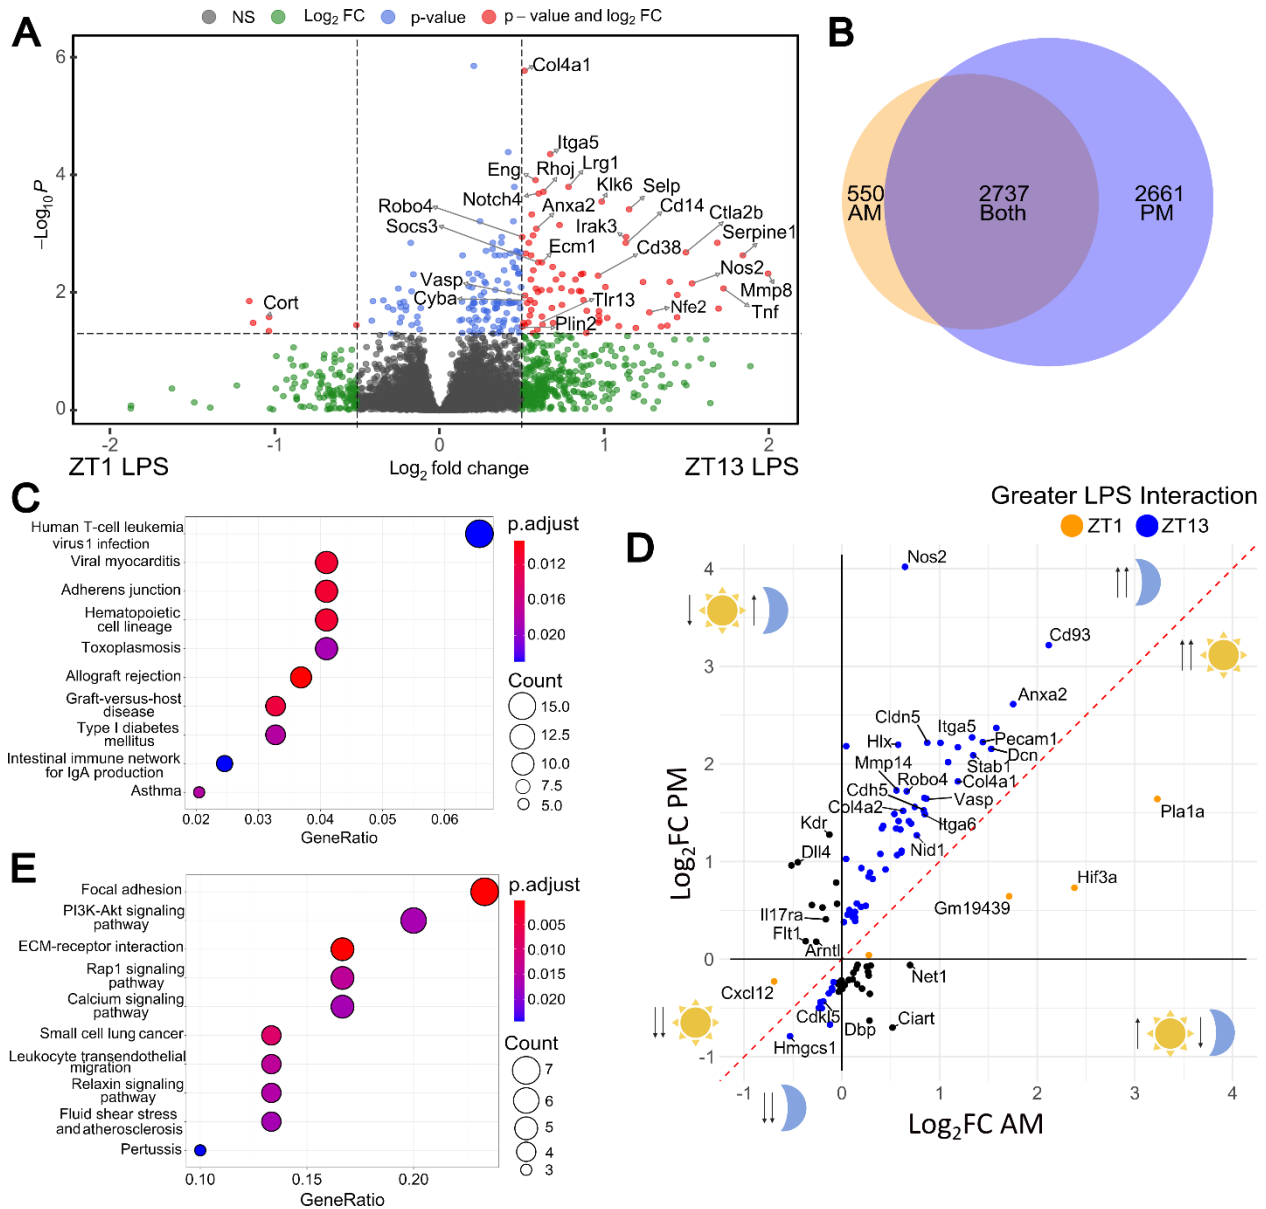 A
NS
Log2 FC
p-value
p – value and log2 FC
−Log10 P
6
4
2
0
Col4a1
Itga5
Eng
Rhoj
Lrg1
Notch4
Klk6
Selp
Robo4
Anxa2
Cd14
Socs3
Irak3
Ctla2b
Ecm1
Cd38
Serpine1
Vasp
Nos2
Cyba
Tlr13
Mmp8
Cort
Nfe2
Tnf
Plin2
-2
-1
0
1
2
ZT1 LPS
Log2 fold change
ZT13 LPS
B
550
AM
2737
Both
2661
PM
C
Human T-cell leukemia
virus1 infection
Viral myocarditis
Adherens junction
Hematopoietic
cell lineage
Toxoplasmosis
Allograft rejection
Graft-versus-host
disease
Type I diabetes
mellitus
Intestinal immune network
for IgA production
Asthma
0.02
0.03
0.04
0.05
0.06
GeneRatio
p.adjust
0.012
0.016
0.020
Count
15.0
12.5
10.0
7.5
5.0
D
Greater LPS Interaction
ZT1
ZT13
Log2FC PM
4
3
2
1
0
-1
Nos2
Cd93
Anxa2
Cldn5
Itga5
Hlx
Pecam1
Dcn
Mmp14
Stab1
Robo4
Col4a1
Cdh5
Vasp
Col4a2
Itga6
Kdr
Nid1
Dll4
Pla1a
Hif3a
Gm19439
Il17ra
Flt1
Arntl
Net1
Cxcl12
Cdkl5
Dbp
Ciart
Hmgcs1
-1
0
1
2
3
4
Log2FC AM
E
Focal adhesion
PI3K-Akt signaling
pathway
ECM-receptor interaction
Rap1 signaling
pathway
Calcium signaling
pathway
Small cell lung cancer
Leukocyte transendothelial
migration
Relaxin signaling
pathway
Fluid shear stress
and atherosclerosis
Pertussis
0.10
0.15
0.20
GeneRatio
p.adjust
0.005
0.010
0.015
0.020
Count
7
6
5
4
3